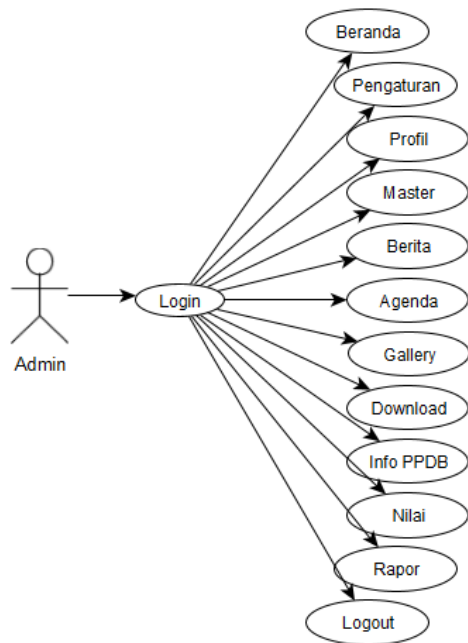 Beranda
Pengaturan
Profil
Master
Berita
Login
Agenda
Admin
Gallery
Download
Info PPDB
Nilai
Rapor
Logout